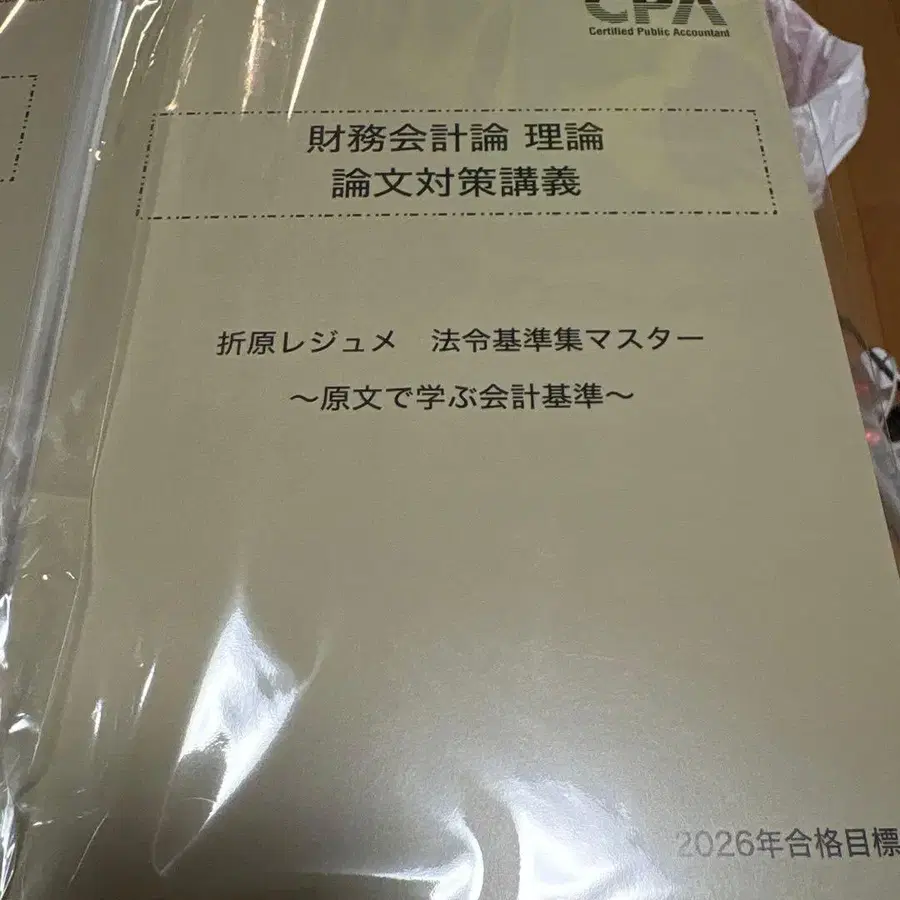 CPA
Certified Public Accountant
財務会計論 理論
論文対策講義
折原レジュメ 法令基準集マスター
～原文で学ぶ会計基準～
2026年合格目標